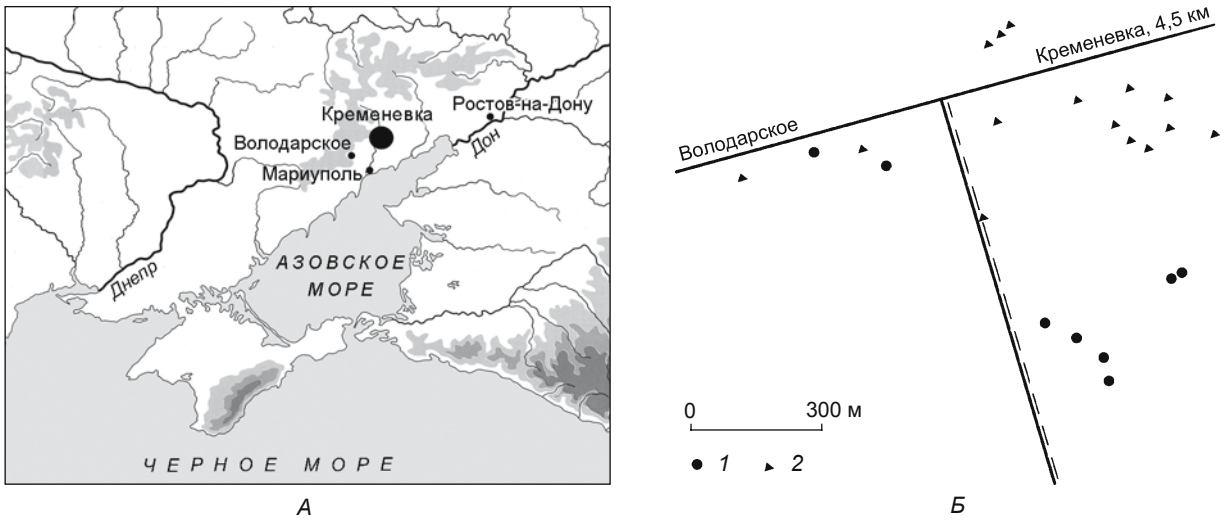 Кременевка
Ростов-на-Дону
Володарское
Дон
Мариуполь
АЗОВСКОЕ
МОРЕ
Днепр
ЧЕРНОЕ МОРЕ
А
Кременевка, 4,5 км
Володарское
0 300 м
1 2
Б